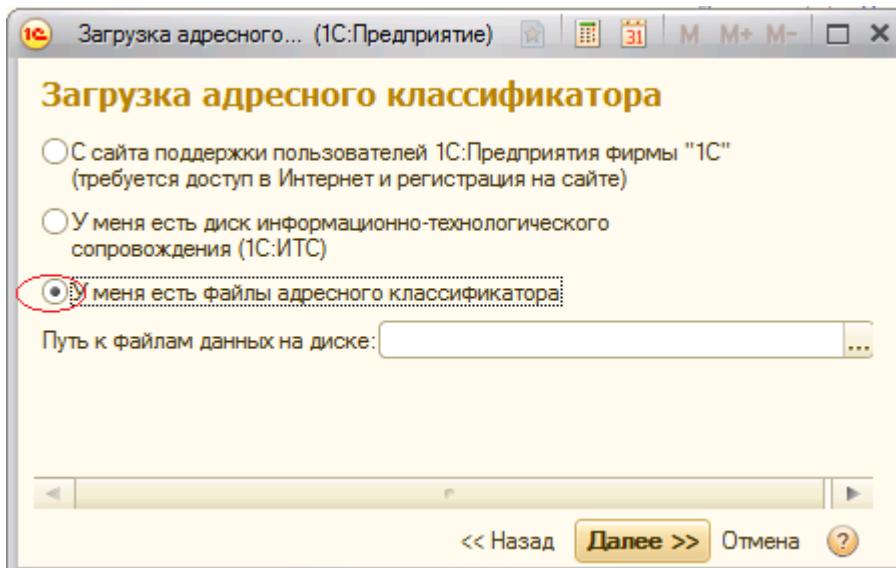 1С Загрузка адресного... (1С:Предприятие) 31 M M+ M-
Загрузка адресного классификатора
С сайта поддержки пользователей 1С:Предприятия фирмы "1С"
(требуется доступ в Интернет и регистрация на сайте)
У меня есть диск информационно-технологического
сопровождения (1С:ИТС)
У меня есть файлы адресного классификатора
Путь к файлам данных на диске: ...
<< Назад Далее >> Отмена ?